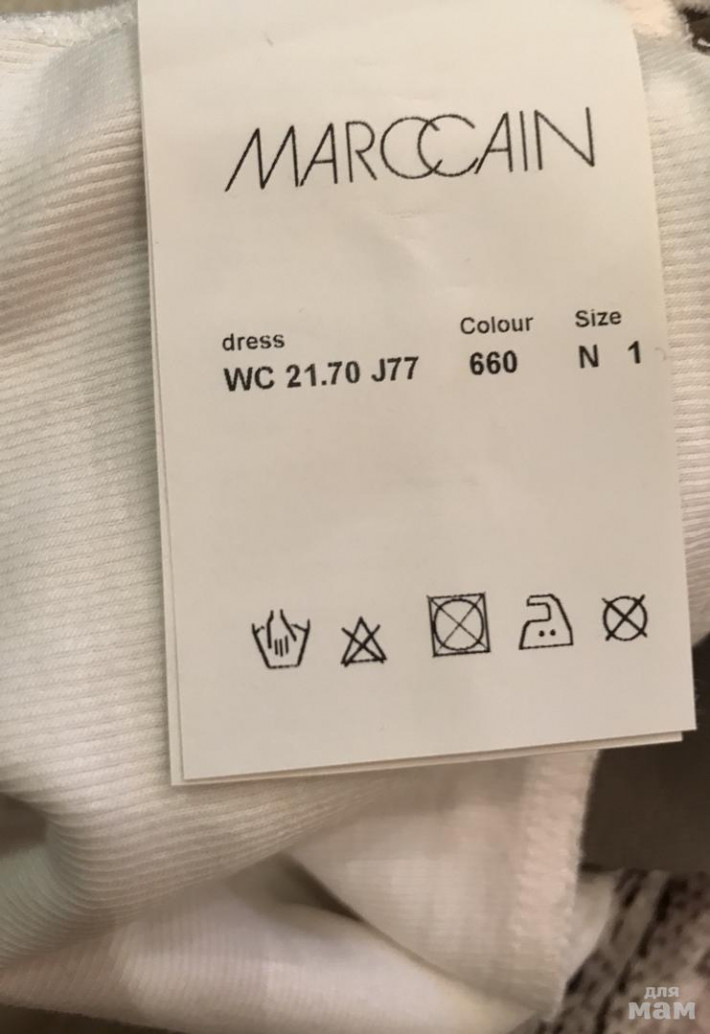 MARCCAIN
dress Colour Size
WC 21.70 J77 660 N 1
для
мам